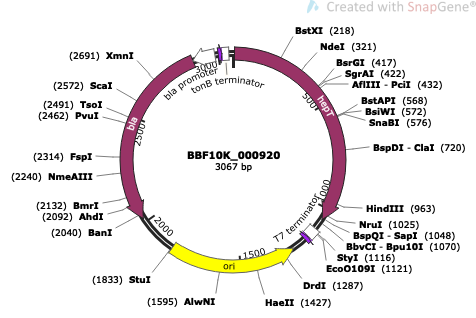 Created with SnapGene®
BstXI (218)
NdeI (321)
BsrGI (417)
SgrAI (422)
AflIII - PciI (432)
BstAPI (568)
BsiWI (572)
SnaBI (576)
BspDI - ClaI (720)
HindIII (963)
NruI (1025)
BspQI - SapI (1048)
BbvCI - Bpu10I (1070)
StyI (1116)
EcoO109I (1121)
DrdI (1287)
HaeII (1427)
(1595) AlwNI
(1833) StuI
(2040) BanI
(2092) AhdI
(2132) BmrI
(2240) NmeAIII
(2314) FspI
(2462) PvuI
(2491) TsoI
(2572) ScaI
(2691) XmnI
3000
bla promoter
tonB terminator
500
hepT
1000
T7 terminator
1500
ori
2000
2500
bla
BBF10K_000920
3067 bp